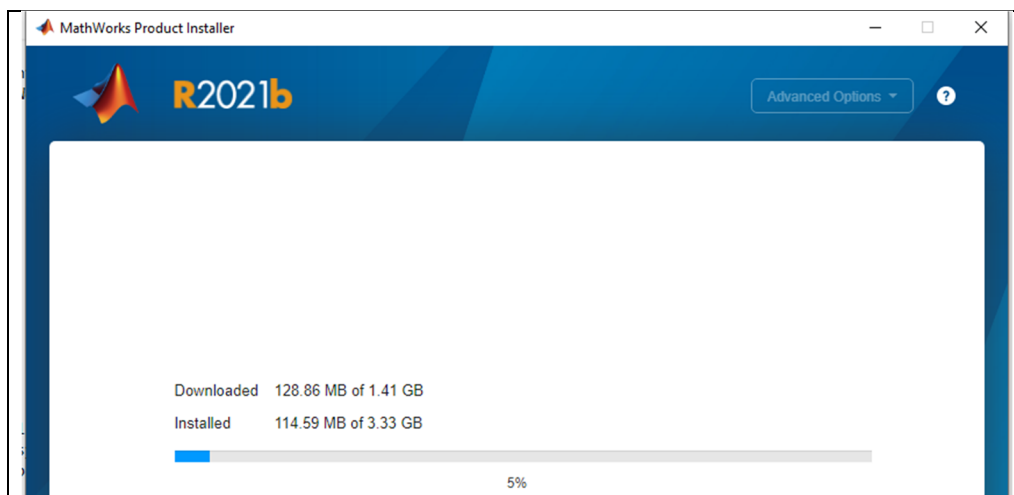 MathWorks Product Installer
R2021b
Advanced Options
?
Downloaded 128.86 MB of 1.41 GB
Installed 114.59 MB of 3.33 GB
5%